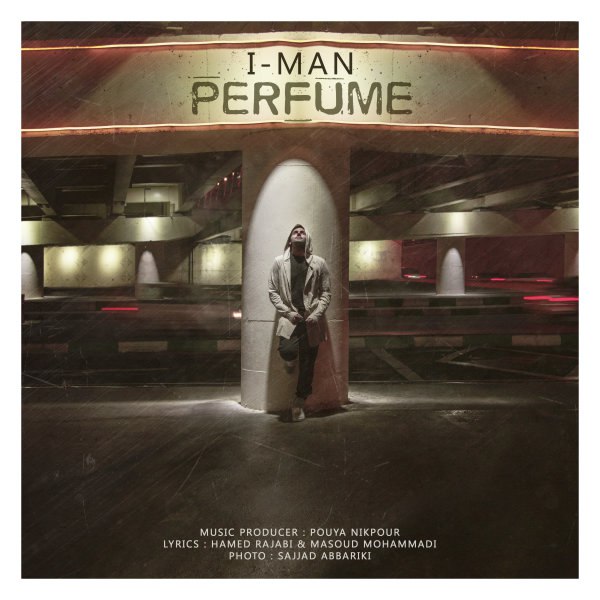 I-MAN
PERFUME
MUSIC PRODUCER : POUYA NIKPOUR
LYRICS : HAMED RAJABI & MASOUD MOHAMMADI
PHOTO : SAJJAD ABBARIKI